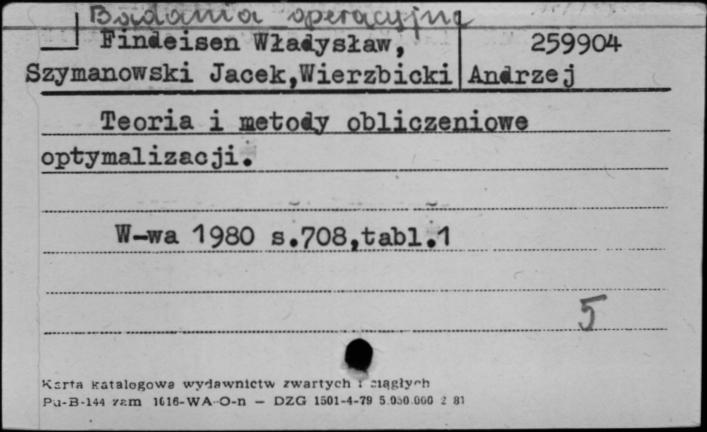 Badania operacyjne
Findeisen Władysław, 259904
Szymanowski Jacek,Wierzbicki Andrzej
Teoria i metody obliczeniowe
optymalizacji.
W-wa 1980 s.708,tabl.1
5
Karta katalogowa wydawnictw zwartych i ciągłych
Pu-B-144 zam 1616-WA-O-n — DZG 1501-4-79 5.050.000 2 81